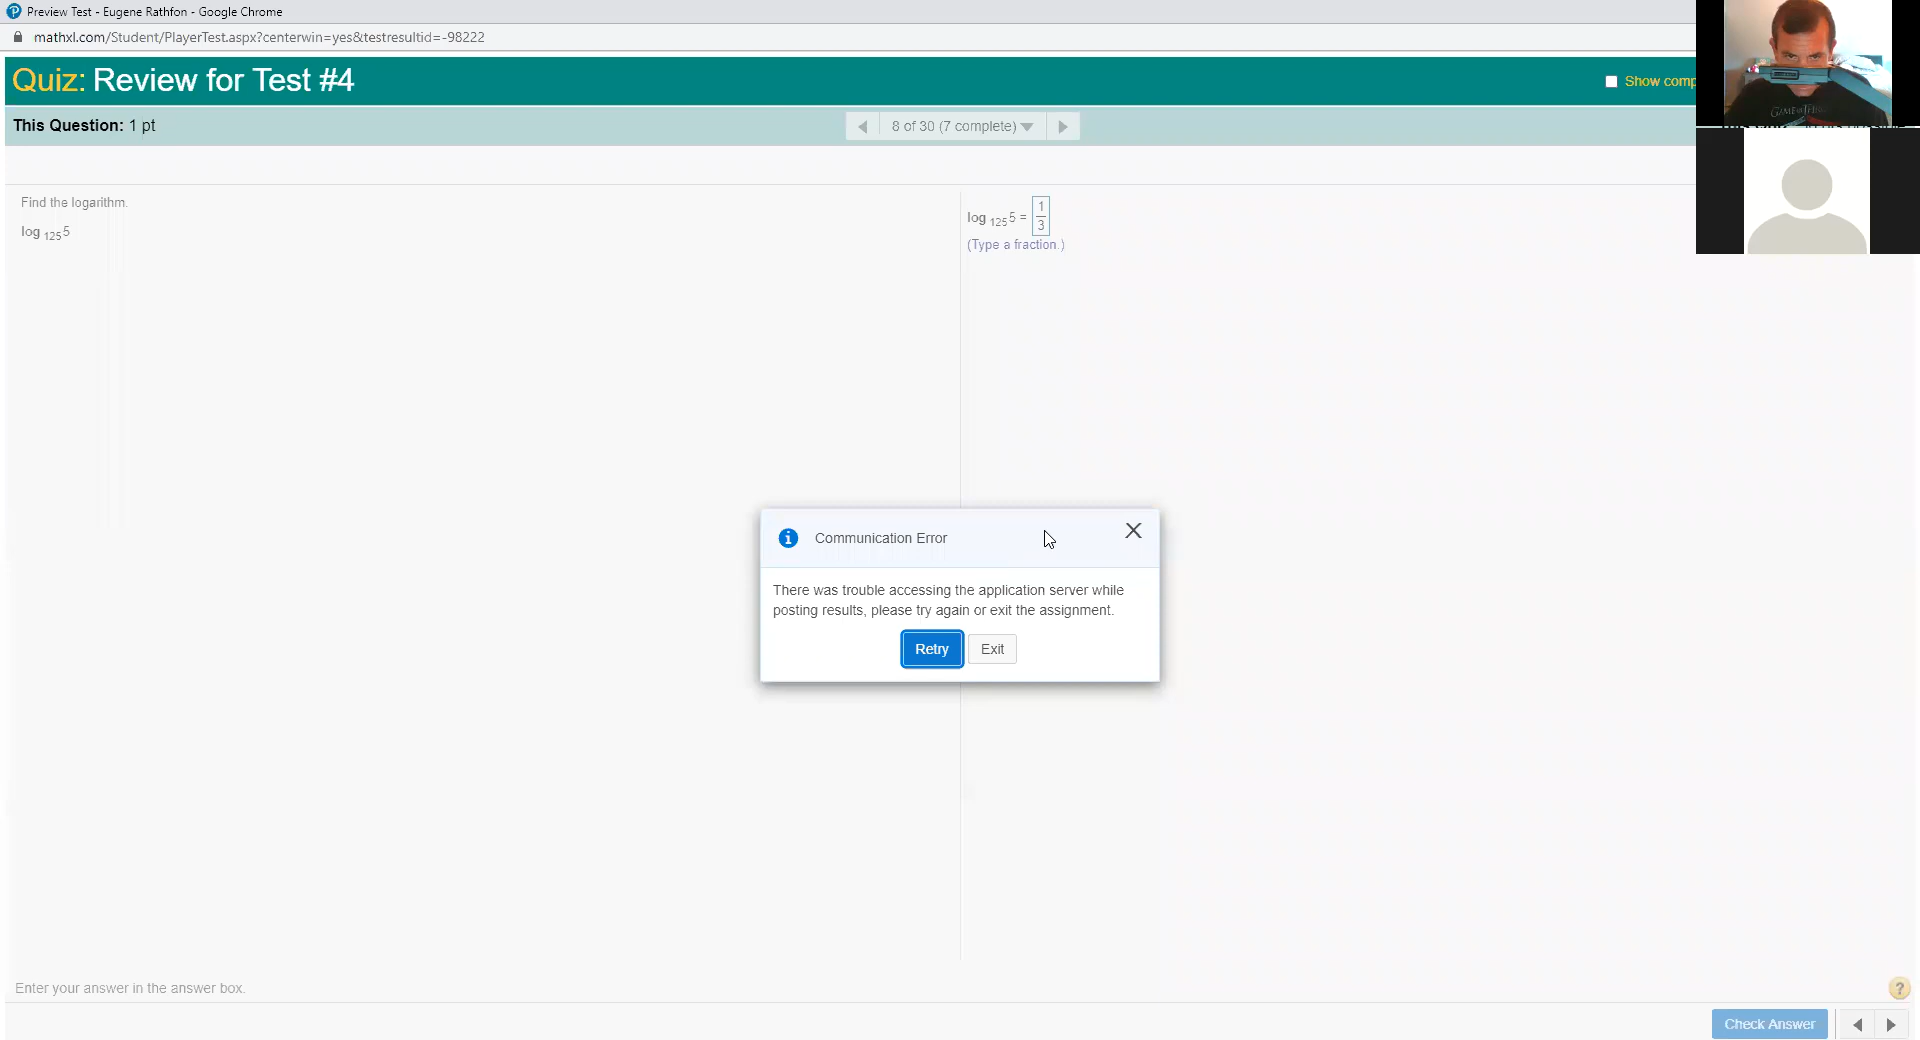 Preview Test - Eugene Rathfon - Google Chrome
mathxl.com/Student/PlayerTest.aspx?centerwin=yes&testresultid=-98222
Quiz: Review for Test #4
Show comp
This Question: 1 pt
8 of 30 (7 complete)
Find the logarithm.
log 125 5
log 125 5 = 1/3
(Type a fraction.)
Communication Error
There was trouble accessing the application server while
posting results, please try again or exit the assignment.
Retry
Exit
Enter your answer in the answer box.
?
Check Answer